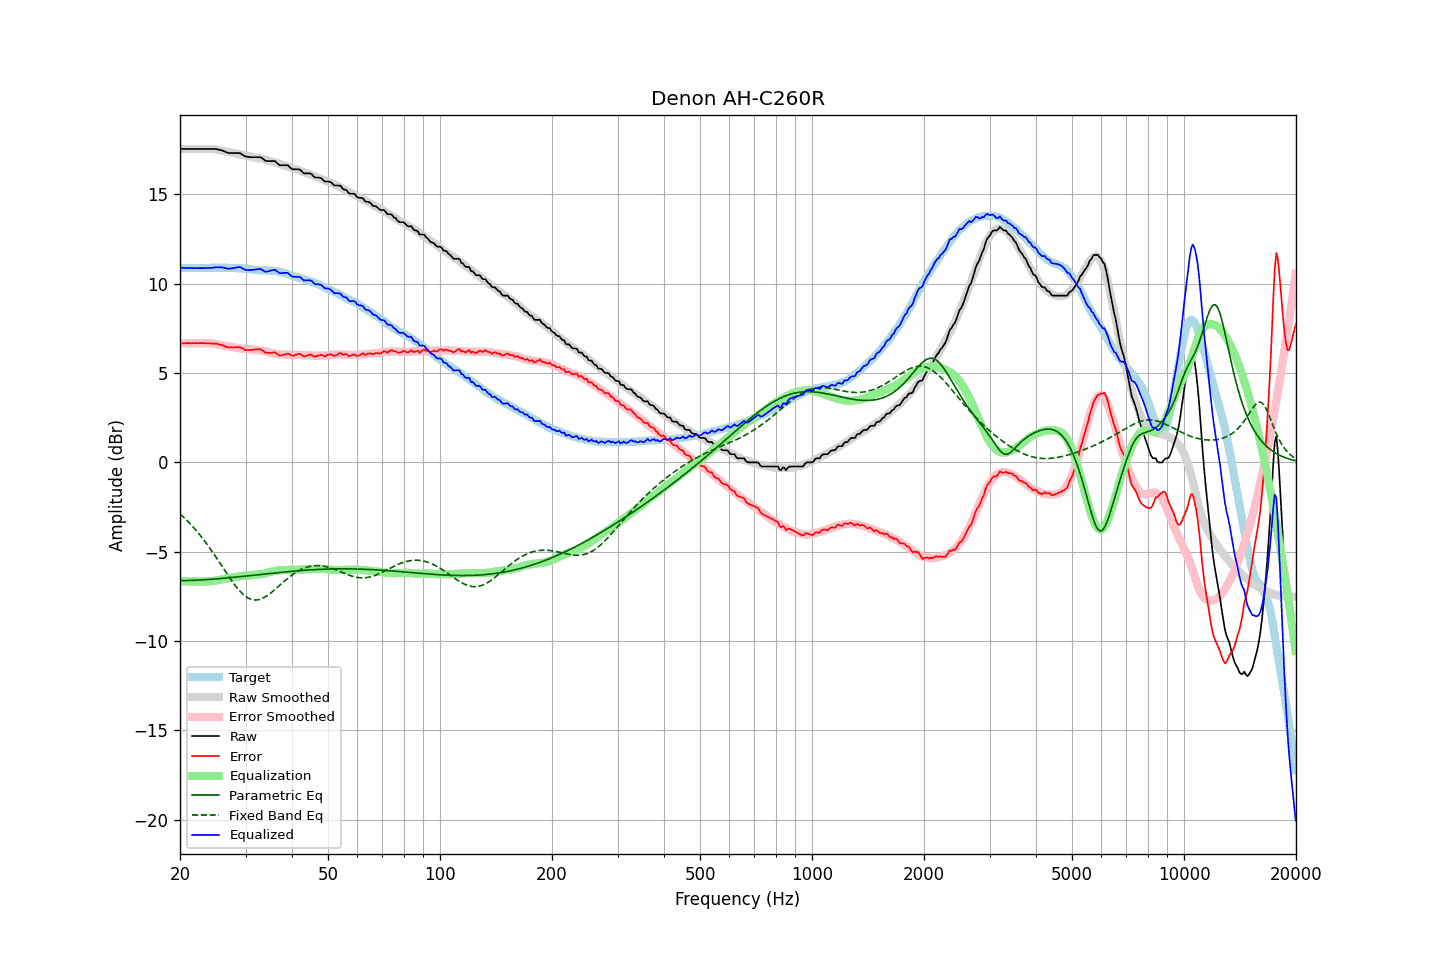 Denon AH-C260R
Amplitude (dBr)
15
10
5
0
−5
−10
−15
−20
Target
Raw Smoothed
Error Smoothed
Raw
Error
Equalization
Parametric Eq
Fixed Band Eq
Equalized
20 50 100 200 500 1000 2000 5000 10000 20000
Frequency (Hz)